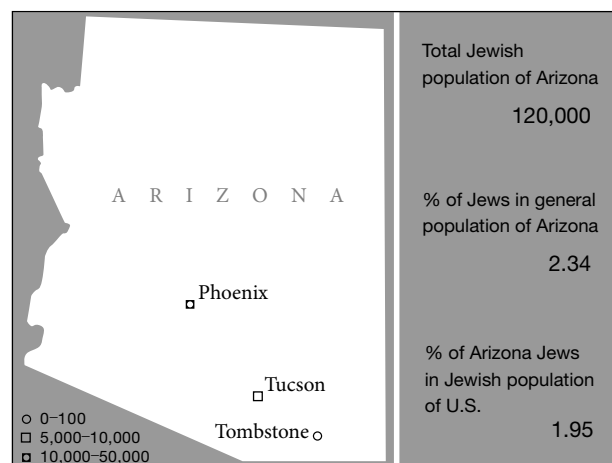 Total Jewish
population of Arizona
120,000
% of Jews in general
population of Arizona
2.34
% of Arizona Jews
in Jewish population
of U.S.
1.95
A R I Z O N A
Phoenix
Tucson
Tombstone
0–100
5,000–10,000
10,000–50,000